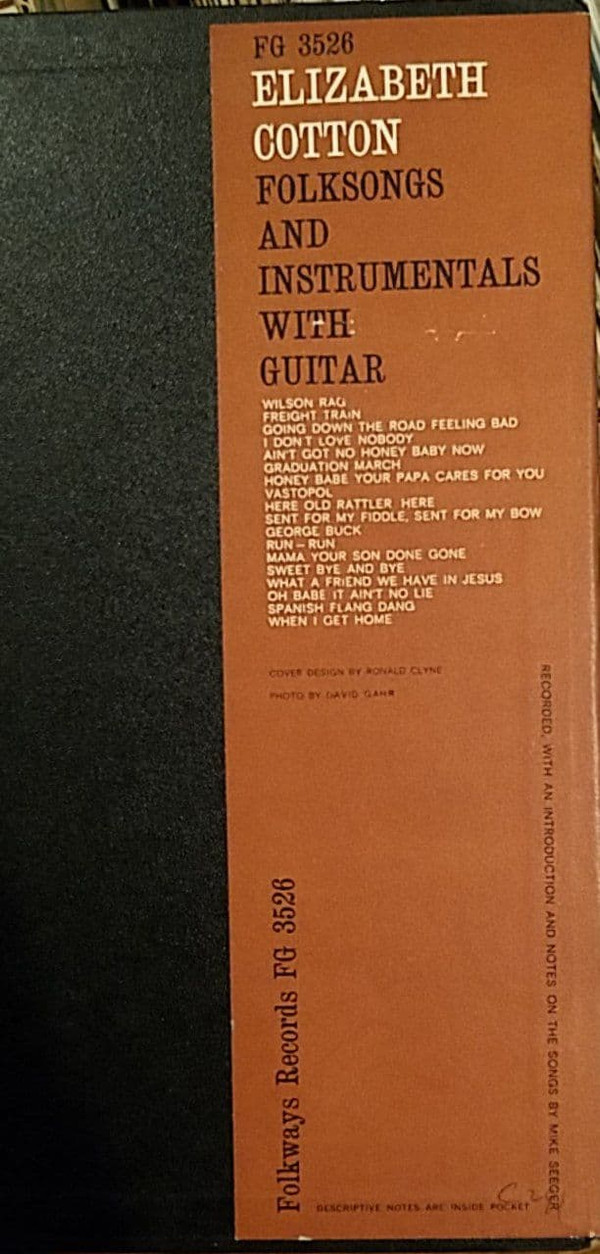 FG 3526
ELIZABETH
COTTON
FOLKSONGS
AND
INSTRUMENTALS
WITH
GUITAR
WILSON RAG
FREIGHT TRAIN
GOING DOWN THE ROAD FEELING BAD
I DON'T LOVE NOBODY
AIN'T GOT NO HONEY BABY NOW
GRADUATION MARCH
HONEY BABE YOUR PAPA CARES FOR YOU
VASTOPOL
HERE OLD RATTLER HERE
SENT FOR MY FIDDLE, SENT FOR MY BOW
GEORGE BUCK
RUN - RUN
MAMA YOUR SON DONE GONE
SWEET BYE AND BYE
WHAT A FRIEND WE HAVE IN JESUS
OH BABE IT AIN'T NO LIE
SPANISH FLANG DANG
WHEN I GET HOME
COVER DESIGN BY RONALD CLYNE
PHOTO BY DAVID GAHR
RECORDED, WITH AN INTRODUCTION AND NOTES ON THE SONGS BY MIKE SEEGER
Folkways Records FG 3526
DESCRIPTIVE NOTES ARE INSIDE POCKET